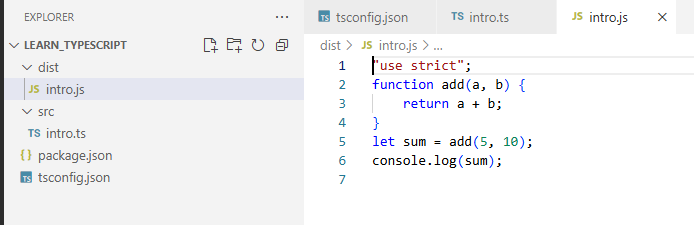 EXPLORER
LEARN_TYPESCRIPT
dist
JS intro.js
src
TS intro.ts
{ } package.json
TS tsconfig.json
TS tsconfig.json TS intro.ts JS intro.js
dist > JS intro.js > ...
1 "use strict";
2 function add(a, b) {
3 return a + b;
4 }
5 let sum = add(5, 10);
6 console.log(sum);
7